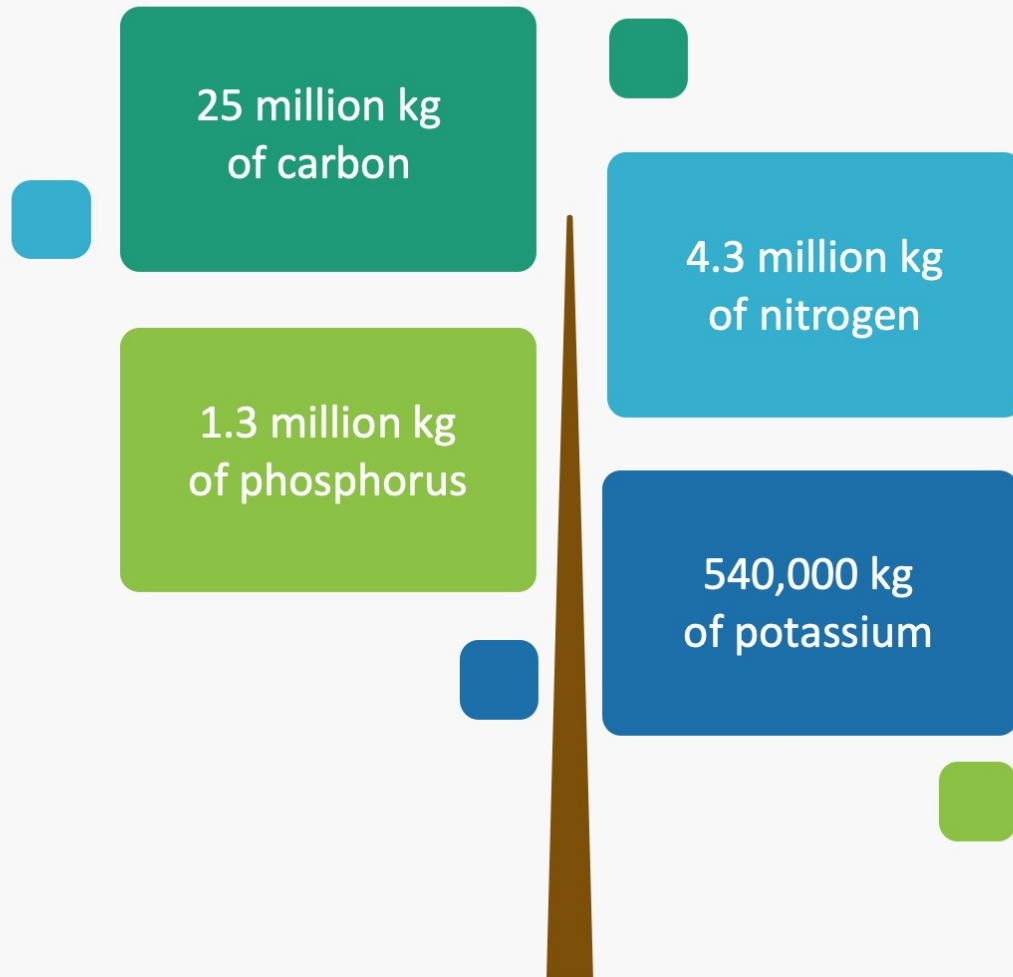 25 million kg
of carbon
4.3 million kg
of nitrogen
1.3 million kg
of phosphorus
540,000 kg
of potassium